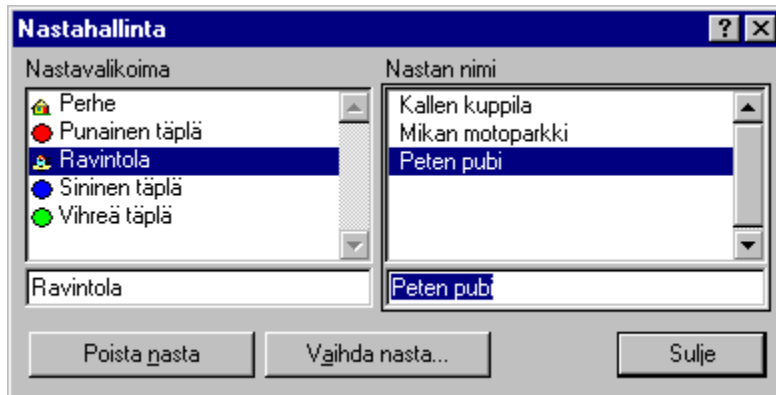 Nastahallinta
Nastavalikoima
Perhe
Punainen täplä
Ravintola
Sininen täplä
Vihreä täplä
Ravintola
Nastan nimi
Kallen kuppila
Mikan motoparkki
Peten pubi
Peten pubi
Poista nasta
Vaihda nasta...
Sulje